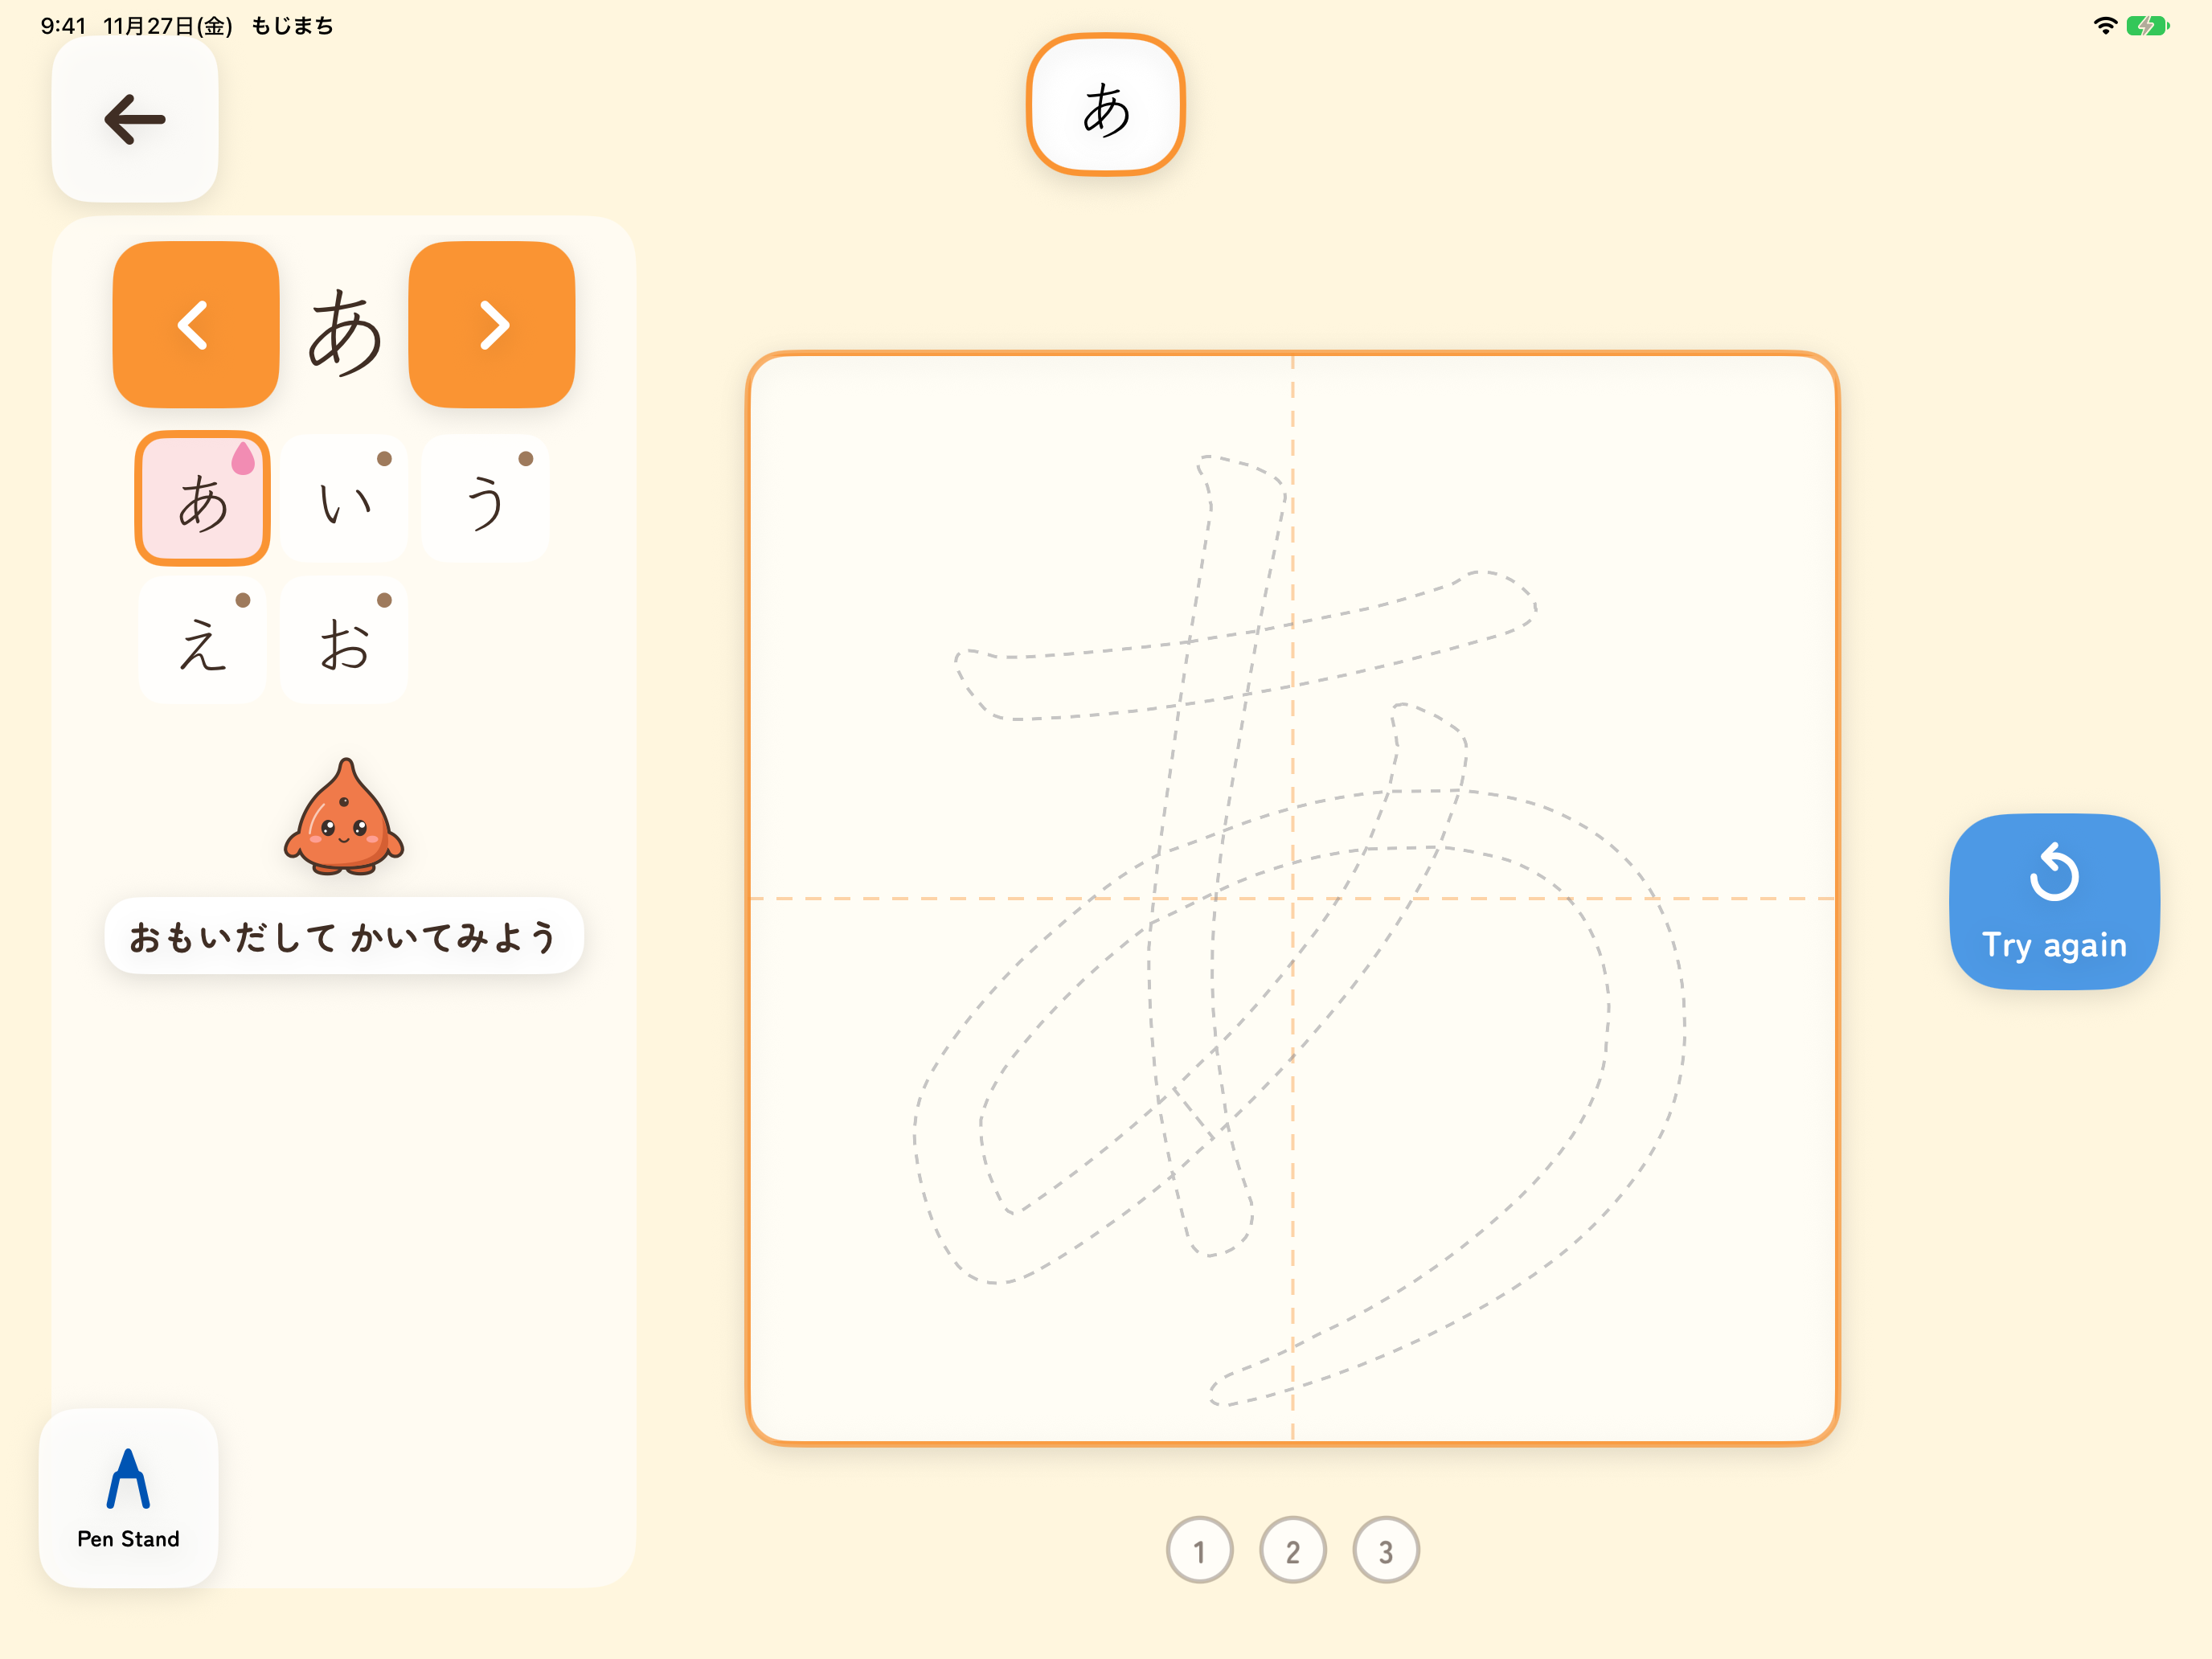 9:41 11月27日(金) もじまち
あ
あ
あ い う
え お
おもいだして かいてみよう
あ
Try again
Pen Stand
1 2 3